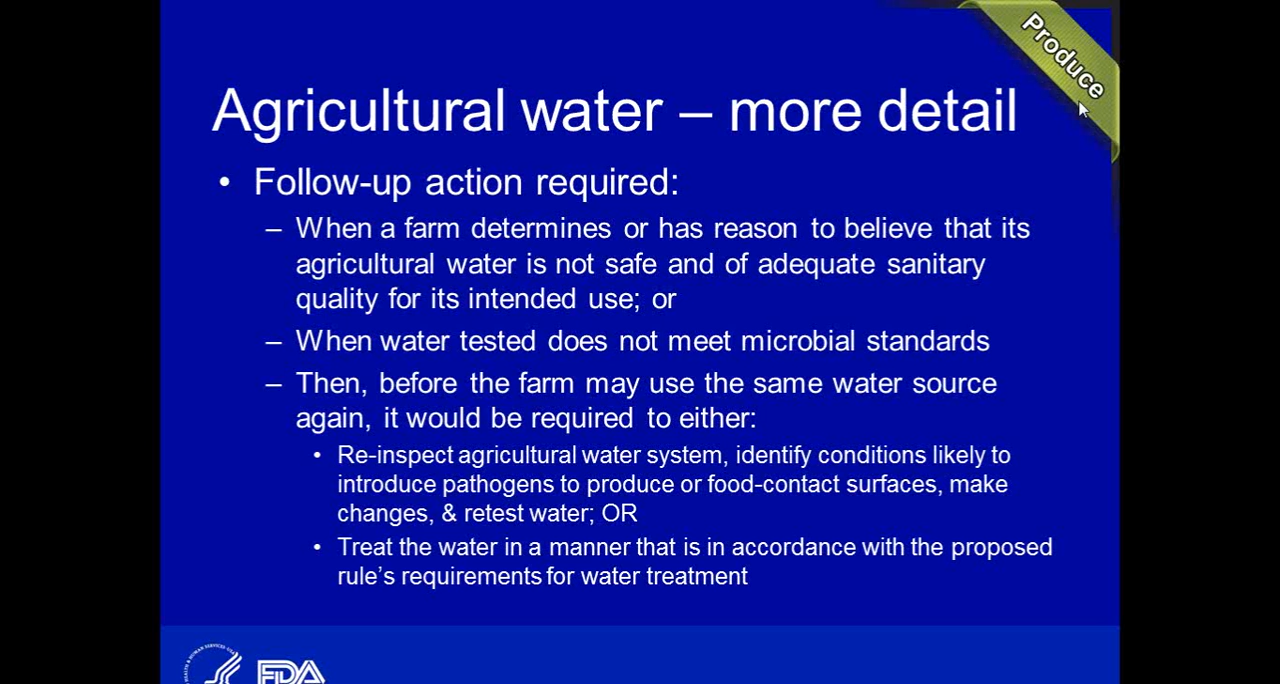 Produce
Agricultural water – more detail
• Follow-up action required:
– When a farm determines or has reason to believe that its
agricultural water is not safe and of adequate sanitary
quality for its intended use; or
– When water tested does not meet microbial standards
– Then, before the farm may use the same water source
again, it would be required to either:
• Re-inspect agricultural water system, identify conditions likely to
introduce pathogens to produce or food-contact surfaces, make
changes, & retest water; OR
• Treat the water in a manner that is in accordance with the proposed
rule’s requirements for water treatment
FDA